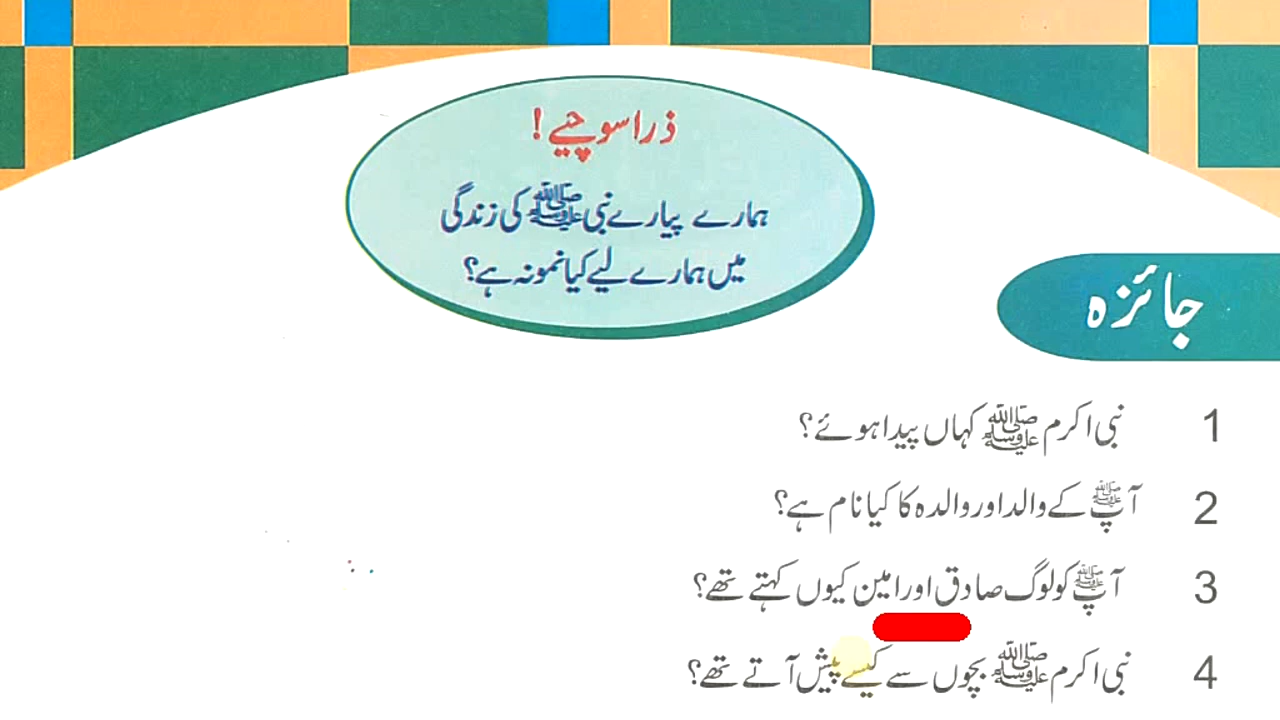 ذرا سوچیے!
ہمارے پیارے نبی ﷺ کی زندگی
میں ہمارے لیے کیا نمونہ ہے؟
جائزہ
1 نبی اکرم ﷺ کہاں پیدا ہوئے؟
2 آپ ﷺ کے والد اور والدہ کا کیا نام ہے؟
3 آپ ﷺ کو لوگ صادق اور امین کیوں کہتے تھے؟
4 نبی اکرم ﷺ بچوں سے کیسے پیش آتے تھے؟